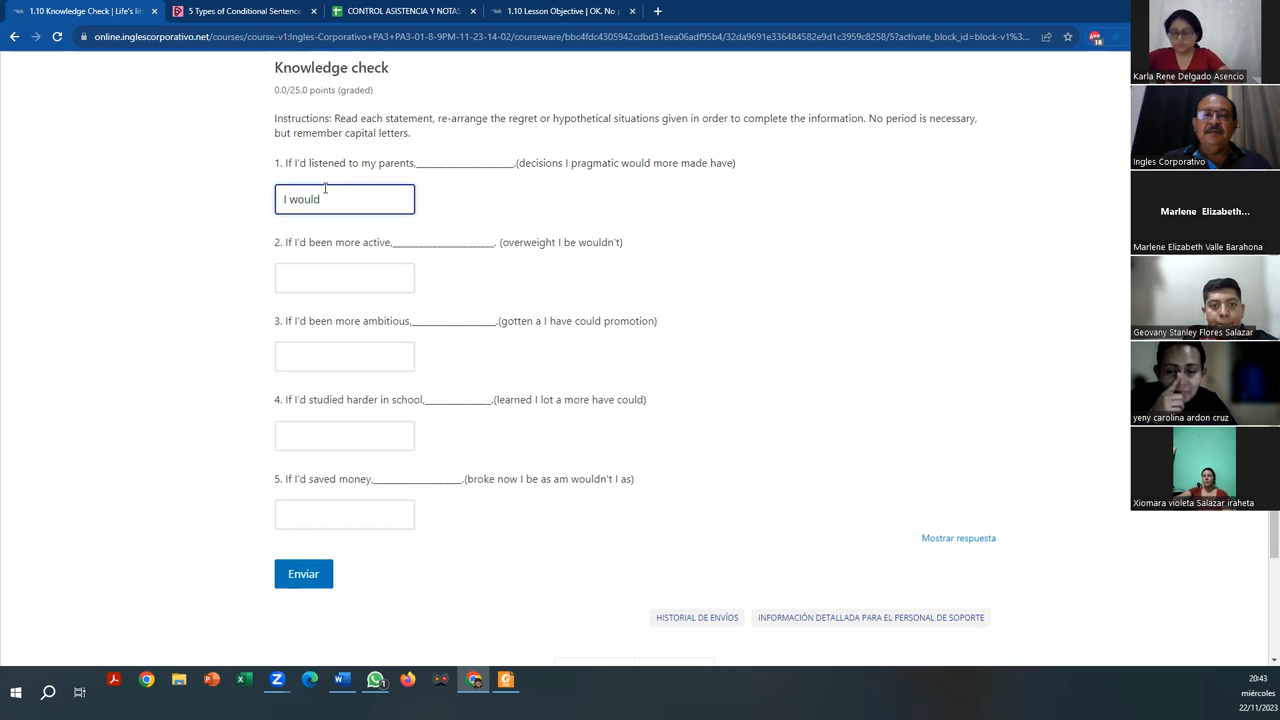 1.10 Knowledge Check | Life's lit
5 Types of Conditional Sentence
CONTROL ASISTENCIA Y NOTAS
1.10 Lesson Objective | OK. No p
online.inglescorporativo.net/courses/course-v1:Ingles-Corporativo+PA3+PA3-01-8-9PM-11-23-14-02/courseware/bbc4fdc4305942cdbd31eea06adf95b4/32da9691e336484582e9d1c3959c8258/5?activate_block_id=block-v1%3...
18
Knowledge check
0.0/25.0 points (graded)
Instructions: Read each statement, re-arrange the regret or hypothetical situations given in order to complete the information. No period is necessary,
but remember capital letters.
1. If I'd listened to my parents,____________________.(decisions I pragmatic would more made have)
I would
2. If I'd been more active,_____________________. (overweight I be wouldn't)
3. If I'd been more ambitious,_________________.(gotten a I have could promotion)
4. If I'd studied harder in school,______________.(learned I lot a more have could)
5. If I'd saved money,__________________.(broke now I be as am wouldn't I as)
Mostrar respuesta
Enviar
HISTORIAL DE ENVÍOS
INFORMACIÓN DETALLADA PARA EL PERSONAL DE SOPORTE
Karla Rene Delgado Asencio
Ingles Corporativo
Marlene Elizabeth...
Marlene Elizabeth Valle Barahona
Geovany Stanley Flores Salazar
yeny carolina ardon cruz
Xiomara violeta Salazar iraheta
20:43
miércoles
22/11/2023